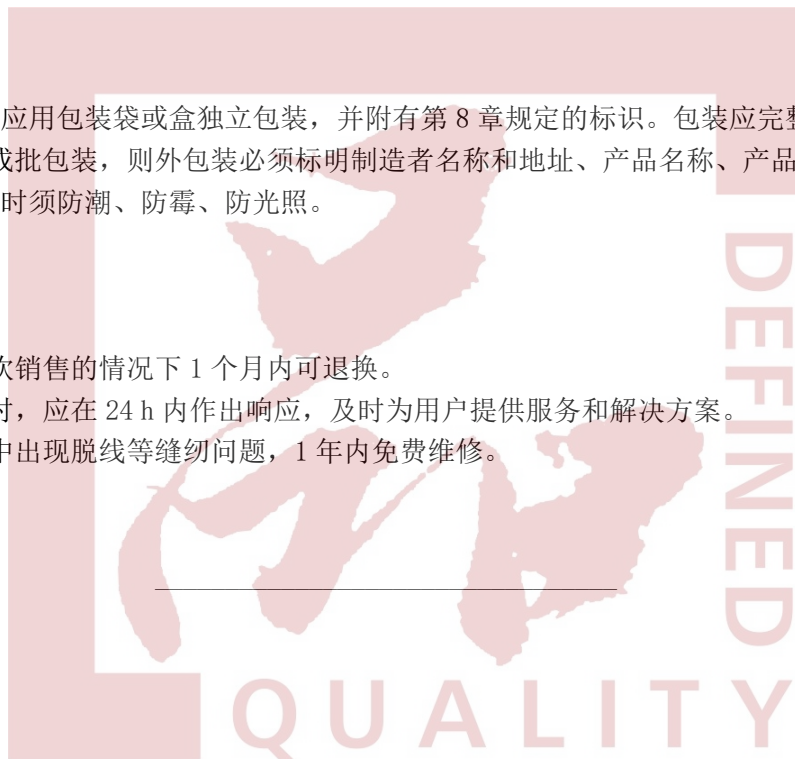 应用包装袋或盒独立包装，并附有第 8 章规定的标识。包装应完整
批包装，则外包装必须标明制造者名称和地址、产品名称、产品
时须防潮、防霉、防光照。
次销售的情况下 1 个月内可退换。
时，应在 24 h 内作出响应，及时为用户提供服务和解决方案。
中出现脱线等缝纫问题，1 年内免费维修。
DEFINED
QUALITY